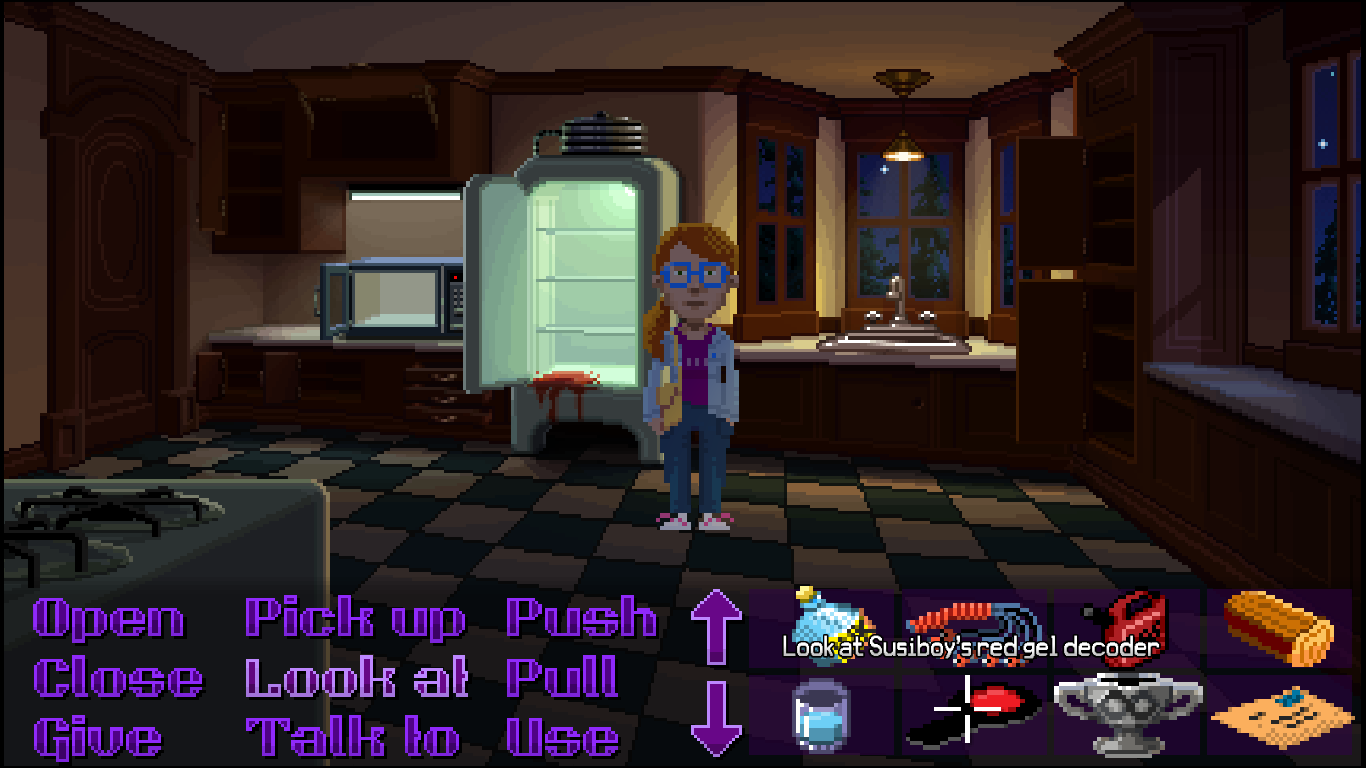 Open Pick up Push
Look at Susiboy's red gel decoder
Close Look at Pull
Give Talk to Use